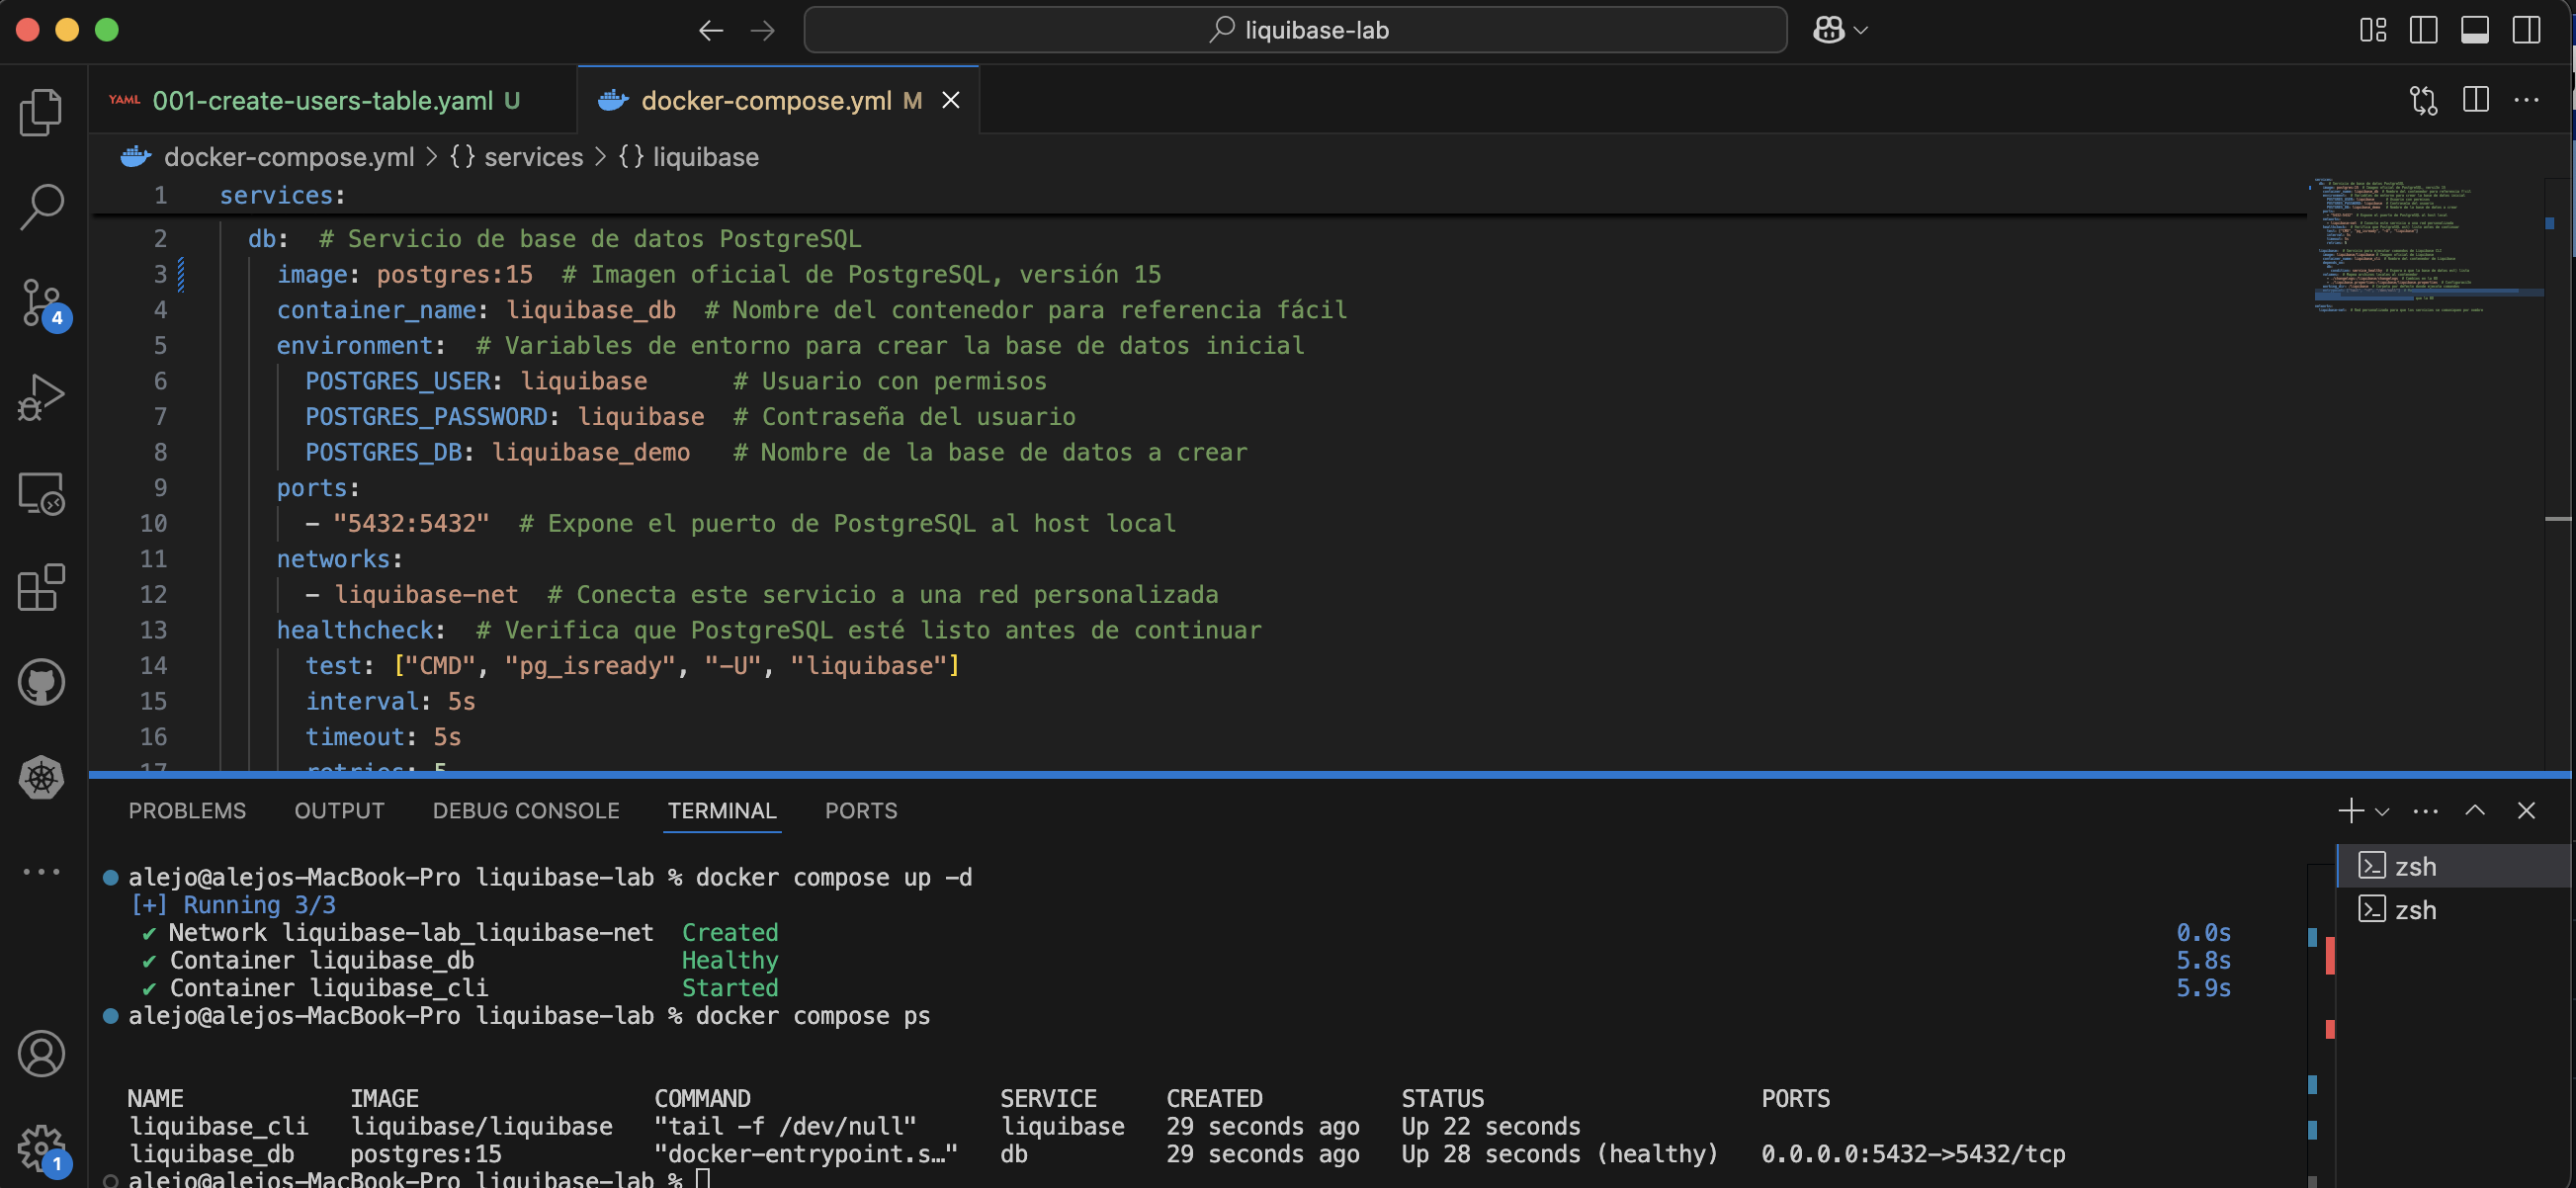 liquibase-lab
YAML 001-create-users-table.yaml U
docker-compose.yml M
docker-compose.yml > {} services > {} liquibase
1 services:
2 db: # Servicio de base de datos PostgreSQL
3 image: postgres:15 # Imagen oficial de PostgreSQL, versión 15
4 container_name: liquibase_db # Nombre del contenedor para referencia fácil
5 environment: # Variables de entorno para crear la base de datos inicial
6 POSTGRES_USER: liquibase # Usuario con permisos
7 POSTGRES_PASSWORD: liquibase # Contraseña del usuario
8 POSTGRES_DB: liquibase_demo # Nombre de la base de datos a crear
9 ports:
10 - "5432:5432" # Expone el puerto de PostgreSQL al host local
11 networks:
12 - liquibase-net # Conecta este servicio a una red personalizada
13 healthcheck: # Verifica que PostgreSQL esté listo antes de continuar
14 test: ["CMD", "pg_isready", "-U", "liquibase"]
15 interval: 5s
16 timeout: 5s
17 retries: 5
4
1
PROBLEMS OUTPUT DEBUG CONSOLE TERMINAL PORTS
zsh
zsh
alejo@alejos-MacBook-Pro liquibase-lab % docker compose up -d
[+] Running 3/3
✔ Network liquibase-lab_liquibase-net Created 0.0s
✔ Container liquibase_db Healthy 5.8s
✔ Container liquibase_cli Started 5.9s
alejo@alejos-MacBook-Pro liquibase-lab % docker compose ps
NAME IMAGE COMMAND SERVICE CREATED STATUS PORTS
liquibase_cli liquibase/liquibase "tail -f /dev/null" liquibase 29 seconds ago Up 22 seconds
liquibase_db postgres:15 "docker-entrypoint.s…" db 29 seconds ago Up 28 seconds (healthy) 0.0.0.0:5432->5432/tcp
alejo@alejos-MacBook-Pro liquibase-lab %